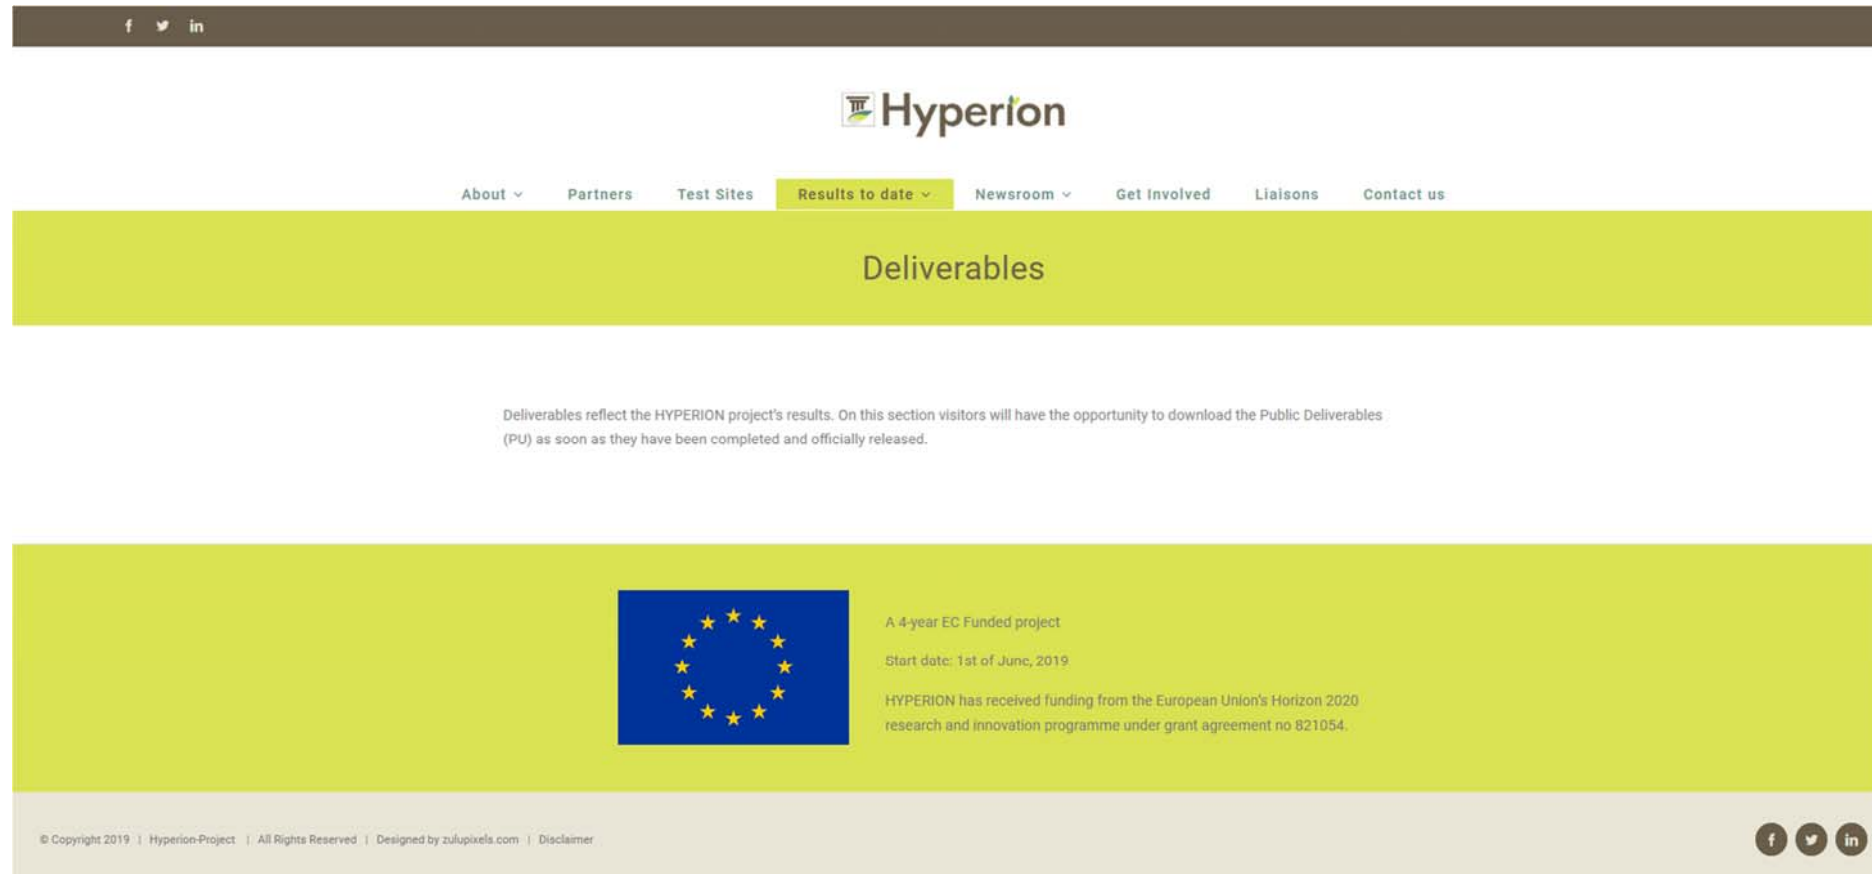 Hyperion
About Partners Test Sites Results to date Newsroom Get Involved Liaisons Contact us
Deliverables
Deliverables reflect the HYPERION project's results. On this section visitors will have the opportunity to download the Public Deliverables
(PU) as soon as they have been completed and officially released.
A 4-year EC Funded project
Start date: 1st of June, 2019
HYPERION has received funding from the European Union's Horizon 2020
research and innovation programme under grant agreement no 821054.
© Copyright 2019 | Hyperion-Project | All Rights Reserved | Designed by zulupixels.com | Disclaimer